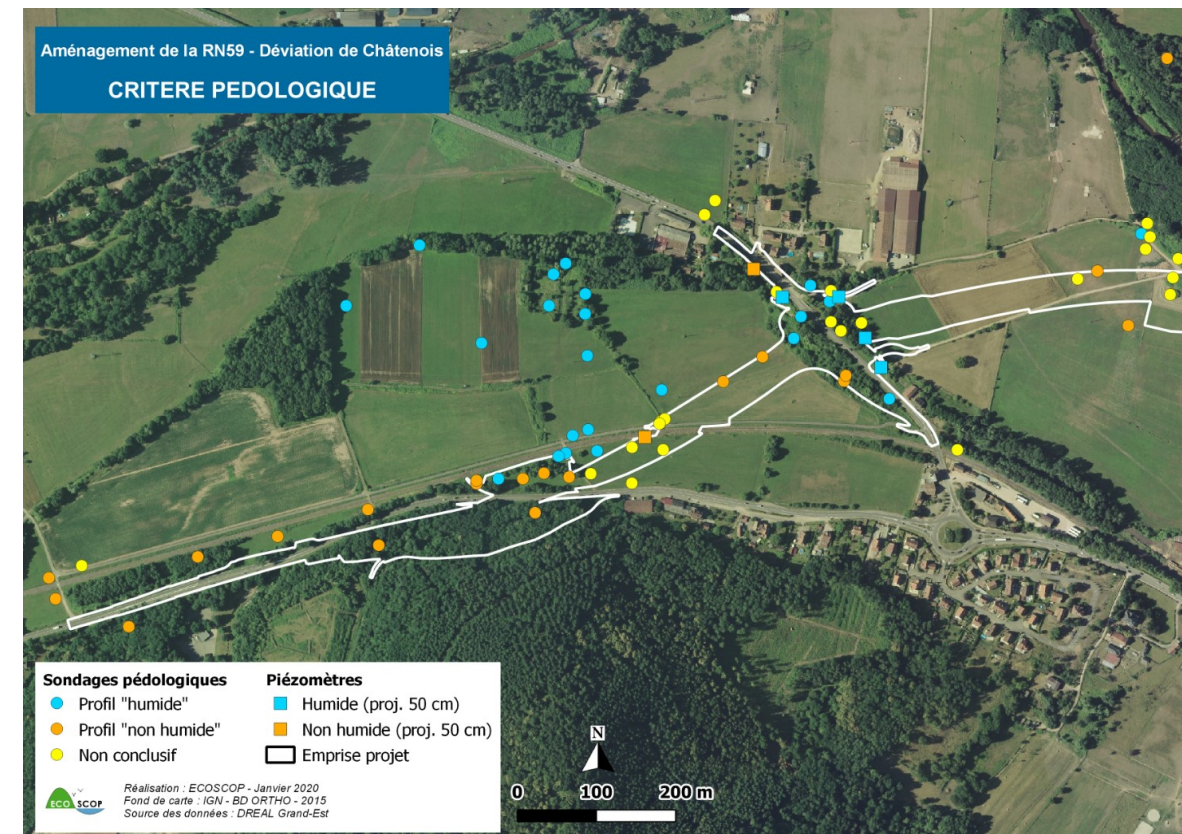 Aménagement de la RN59 - Déviation de Châtenois
CRITERE PEDOLOGIQUE
Sondages pédologiques
Profil "humide"
Profil "non humide"
Non conclusif
Piézomètres
Humide (proj. 50 cm)
Non humide (proj. 50 cm)
Emprise projet
ECO SCOP
Réalisation : ECOSCOP - Janvier 2020
Fond de carte : IGN - BD ORTHO - 2015
Source des données : DREAL Grand-Est
N
0 100 200 m